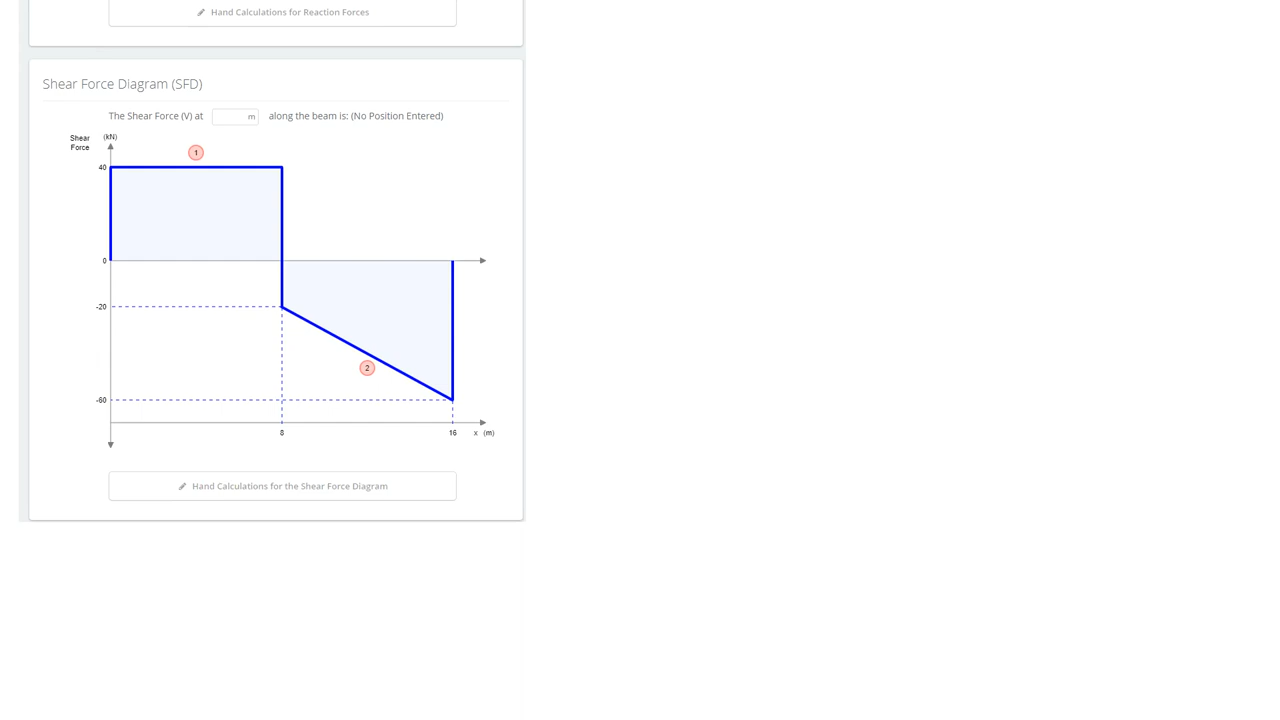 Hand Calculations for Reaction Forces
Shear Force Diagram (SFD)
The Shear Force (V) at m along the beam is: (No Position Entered)
Shear Force (kN)
1
40
0
-20
2
-60
8 16 x (m)
Hand Calculations for the Shear Force Diagram